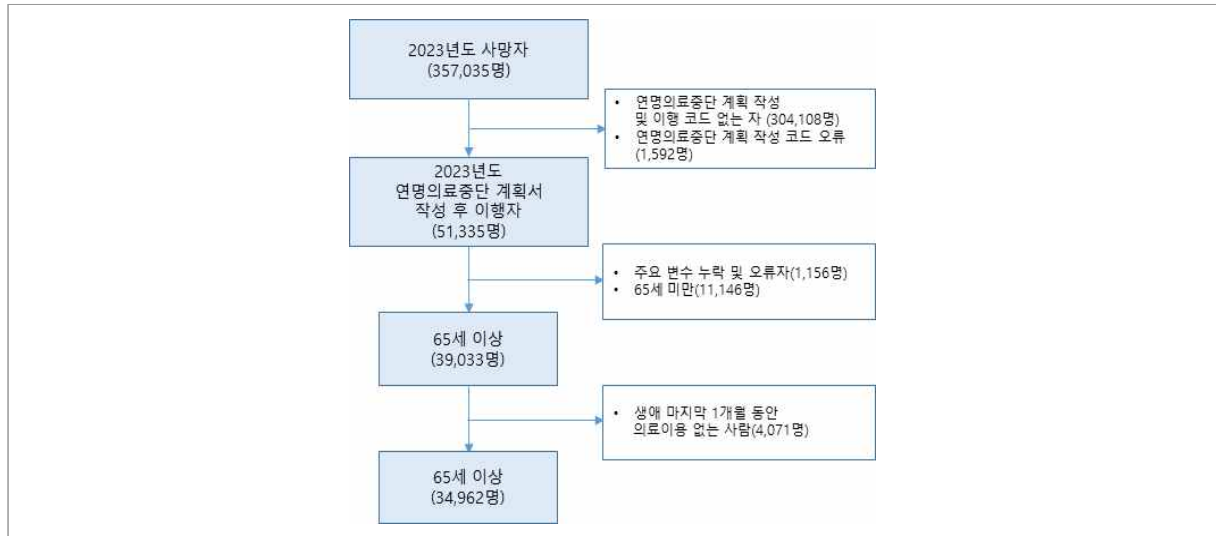 2023년도 사망자
(357,035명)
• 연명의료중단 계획 작성
및 이행 코드 없는 자 (304,108명)
• 연명의료중단 계획 작성 코드 오류
(1,592명)
2023년도
연명의료중단 계획서
작성 후 이행자
(51,335명)
• 주요 변수 누락 및 오류자(1,156명)
• 65세 미만(11,146명)
65세 이상
(39,033명)
• 생애 마지막 1개월 동안
의료이용 없는 사람(4,071명)
65세 이상
(34,962명)